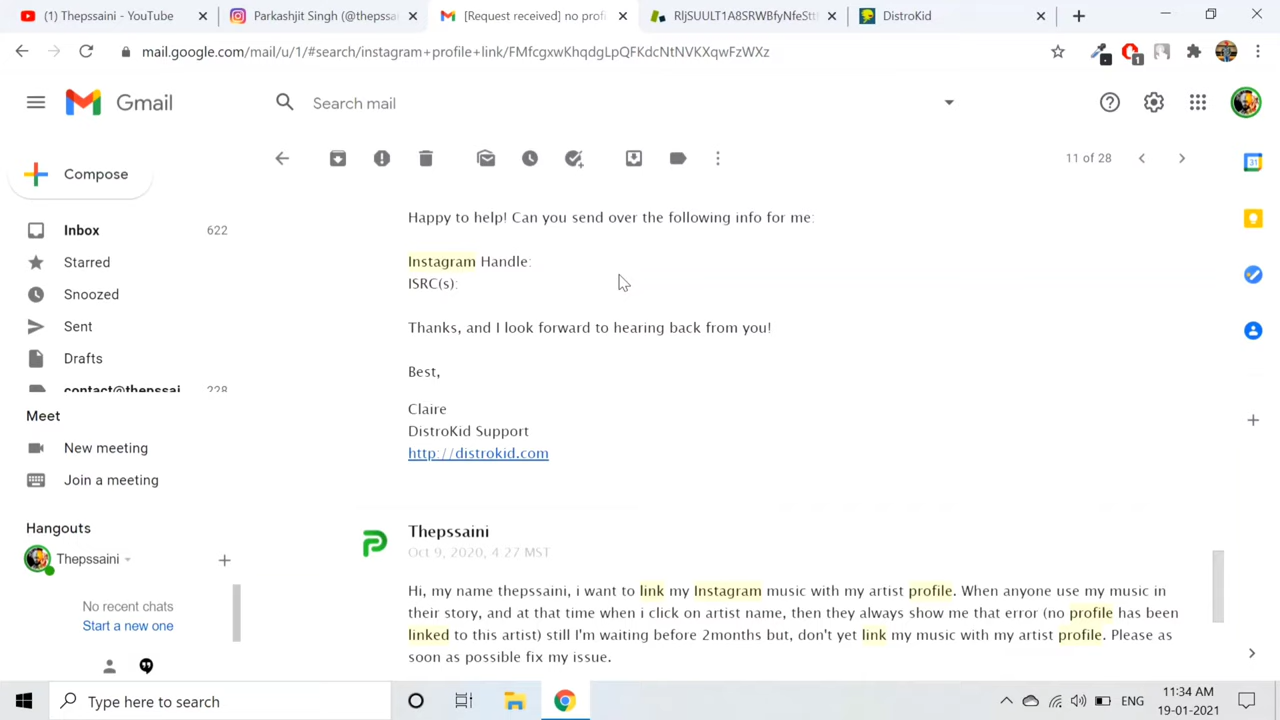 Thepssaini - YouTube
Parkashjit Singh (@thepssa
[Request received] no prof
RljSUULT1A8SRWBfyNfeStt
DistroKid
mail.google.com/mail/u/1/#search/instagram+profile+link/FMfcgxwKhqdgLpQFKdcNtNVKXqwFzWXz
1
Gmail
Search mail
Compose
11 of 28
31
Inbox 622
Starred
Snoozed
Sent
Drafts
contact@thepssai 228
Meet
New meeting
Join a meeting
Hangouts
Thepssaini
No recent chats
Start a new one
Happy to help! Can you send over the following info for me:
Instagram Handle:
ISRC(s):
Thanks, and I look forward to hearing back from you!
Best,
Claire
DistroKid Support
http://distrokid.com
Thepssaini
Oct 9, 2020, 4:27 MST
Hi, my name thepssaini, i want to link my Instagram music with my artist profile. When anyone use my music in
their story, and at that time when i click on artist name, then they always show me that error (no profile has been
linked to this artist) still I'm waiting before 2months but, don't yet link my music with my artist profile. Please as
soon as possible fix my issue.
Type here to search
ENG
11:34 AM
19-01-2021